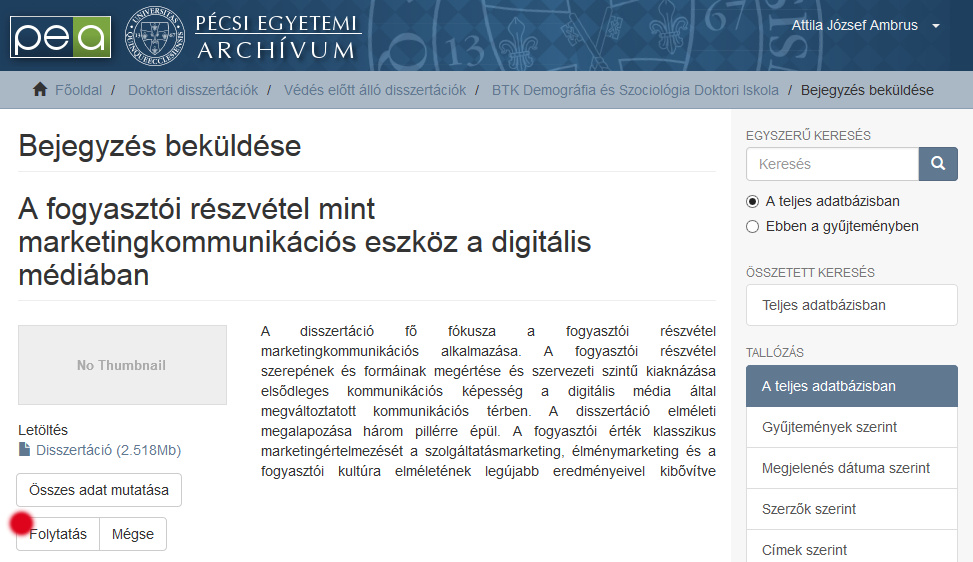 pea
UNIVERSITAS QUINQUEECCLESIENSIS
13 67
PÉCSI EGYETEMI
ARCHÍVUM
Attila József Ambrus
Főoldal / Doktori disszertációk / Védés előtt álló disszertációk / BTK Demográfia és Szociológia Doktori Iskola / Bejegyzés beküldése
Bejegyzés beküldése
A fogyasztói részvétel mint
marketingkommunikációs eszköz a digitális
médiában
No Thumbnail
Letöltés
Disszertáció (2.518Mb)
Összes adat mutatása
Folytatás
Mégse
A disszertáció fő fókusza a fogyasztói részvétel
marketingkommunikációs alkalmazása. A fogyasztói részvétel
szerepének és formáinak megértése és szervezeti szintű kiaknázása
elsődleges kommunikációs képesség a digitális média által
megváltoztatott kommunikációs térben. A disszertáció elméleti
megalapozása három pillérre épül. A fogyasztói érték klasszikus
marketingértelmezését a szolgáltatásmarketing, élménymarketing és a
fogyasztói kultúra elméletének legújabb eredményeivel kibővítve
EGYSZERŰ KERESÉS
Keresés
A teljes adatbázisban
Ebben a gyűjteményben
ÖSSZETETT KERESÉS
Teljes adatbázisban
TALLÓZÁS
A teljes adatbázisban
Gyűjtemények szerint
Megjelenés dátuma szerint
Szerzők szerint
Címek szerint